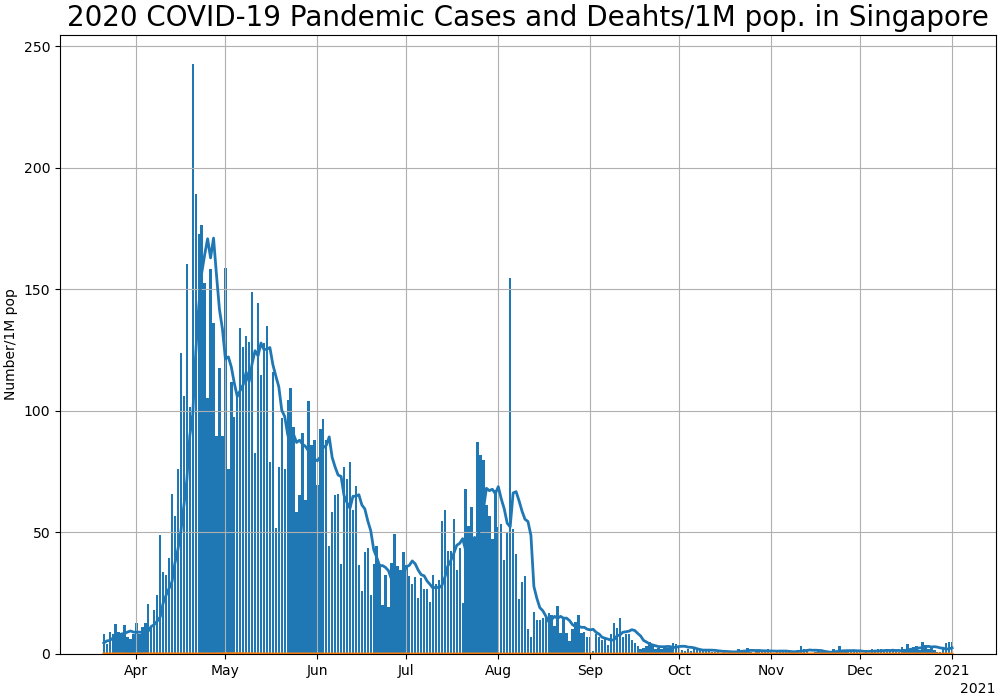 2020 COVID-19 Pandemic Cases and Deahts/1M pop. in Singapore
Number/1M pop
250
200
150
100
50
0
Apr May Jun Jul Aug Sep Oct Nov Dec 2021
2021